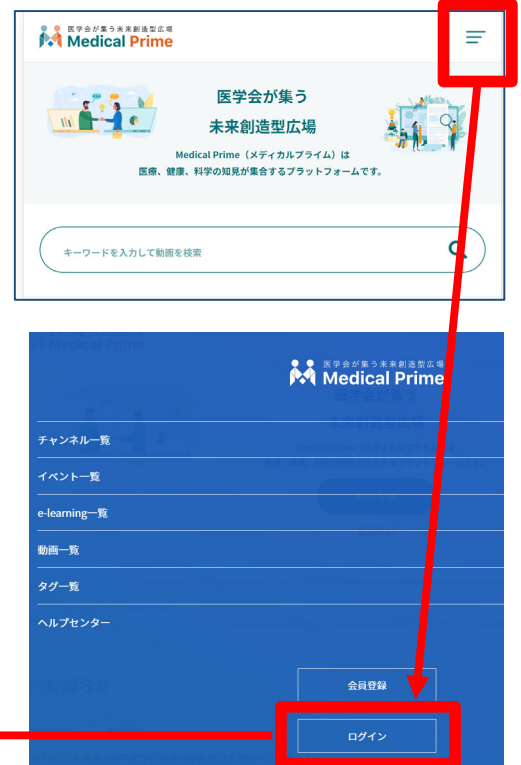 医学会が集う未来創造型広場
Medical Prime
医学会が集う
未来創造型広場
Medical Prime（メディカルプライム）は
医療、健康、科学の知見が集合するプラットフォームです。
キーワードを入力して動画を検索
医学会が集う未来創造型広場
Medical Prime
チャンネル一覧
イベント一覧
e-learning一覧
動画一覧
タグ一覧
ヘルプセンター
お知らせ
会員登録
ログイン